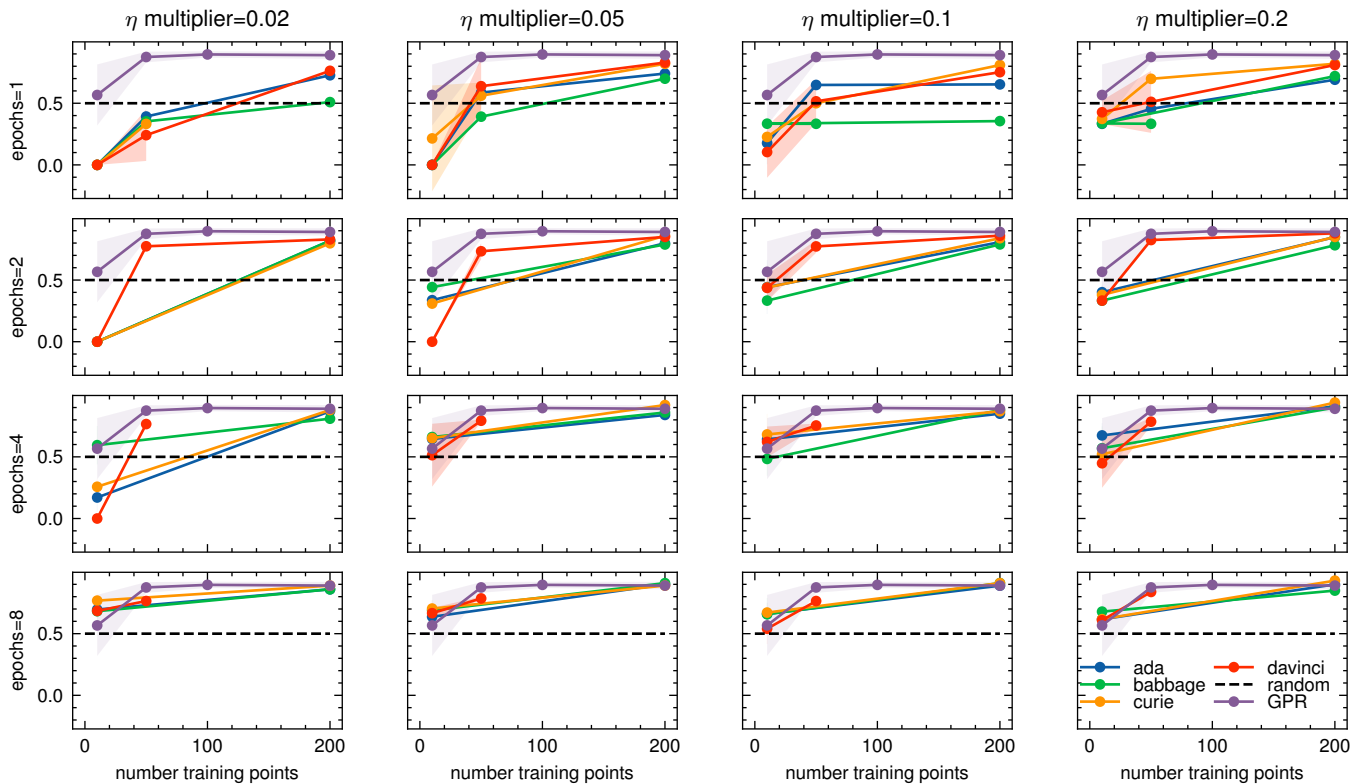 η multiplier=0.02
η multiplier=0.05
η multiplier=0.1
η multiplier=0.2
epochs=1
0.5
0.0
epochs=2
0.5
0.0
epochs=4
0.5
0.0
epochs=8
0.5
0.0
ada
babbage
curie
davinci
random
GPR
0 100 200
0 100 200
0 100 200
0 100 200
number training points
number training points
number training points
number training points